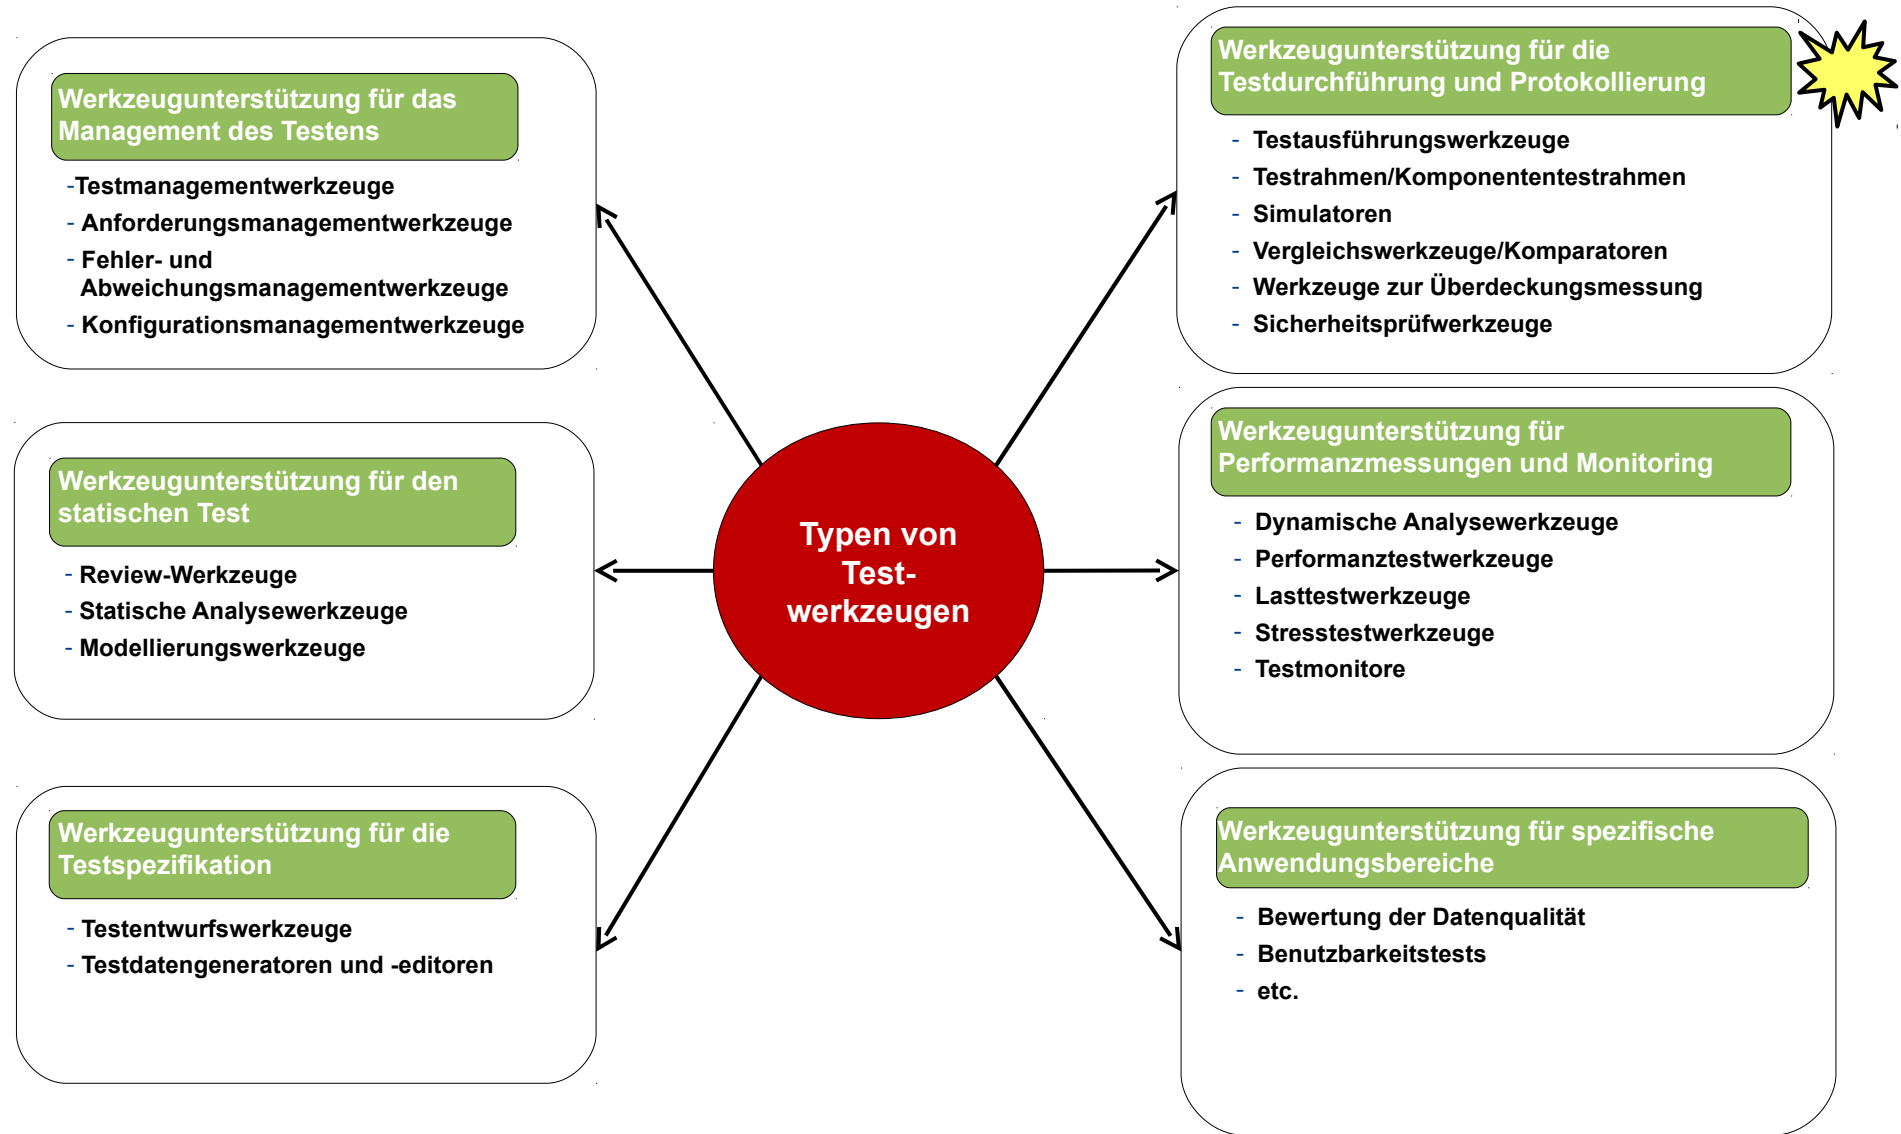 Werkzeugunterstützung für das
Management des Testens
-Testmanagementwerkzeuge
- Anforderungsmanagementwerkzeuge
- Fehler- und
Abweichungsmanagementwerkzeuge
- Konfigurationsmanagementwerkzeuge
Werkzeugunterstützung für den
statischen Test
- Review-Werkzeuge
- Statische Analysewerkzeuge
- Modellierungswerkzeuge
Werkzeugunterstützung für die
Testspezifikation
- Testentwurfswerkzeuge
- Testdatengeneratoren und -editoren
Typen von
Test-
werkzeugen
Werkzeugunterstützung für die
Testdurchführung und Protokollierung
- Testausführungswerkzeuge
- Testrahmen/Komponententestrahmen
- Simulatoren
- Vergleichswerkzeuge/Komparatoren
- Werkzeuge zur Überdeckungsmessung
- Sicherheitsprüfwerkzeuge
Werkzeugunterstützung für
Performanzmessungen und Monitoring
- Dynamische Analysewerkzeuge
- Performanztestwerkzeuge
- Lasttestwerkzeuge
- Stresstestwerkzeuge
- Testmonitore
Werkzeugunterstützung für spezifische
Anwendungsbereiche
- Bewertung der Datenqualität
- Benutzbarkeitstests
- etc.